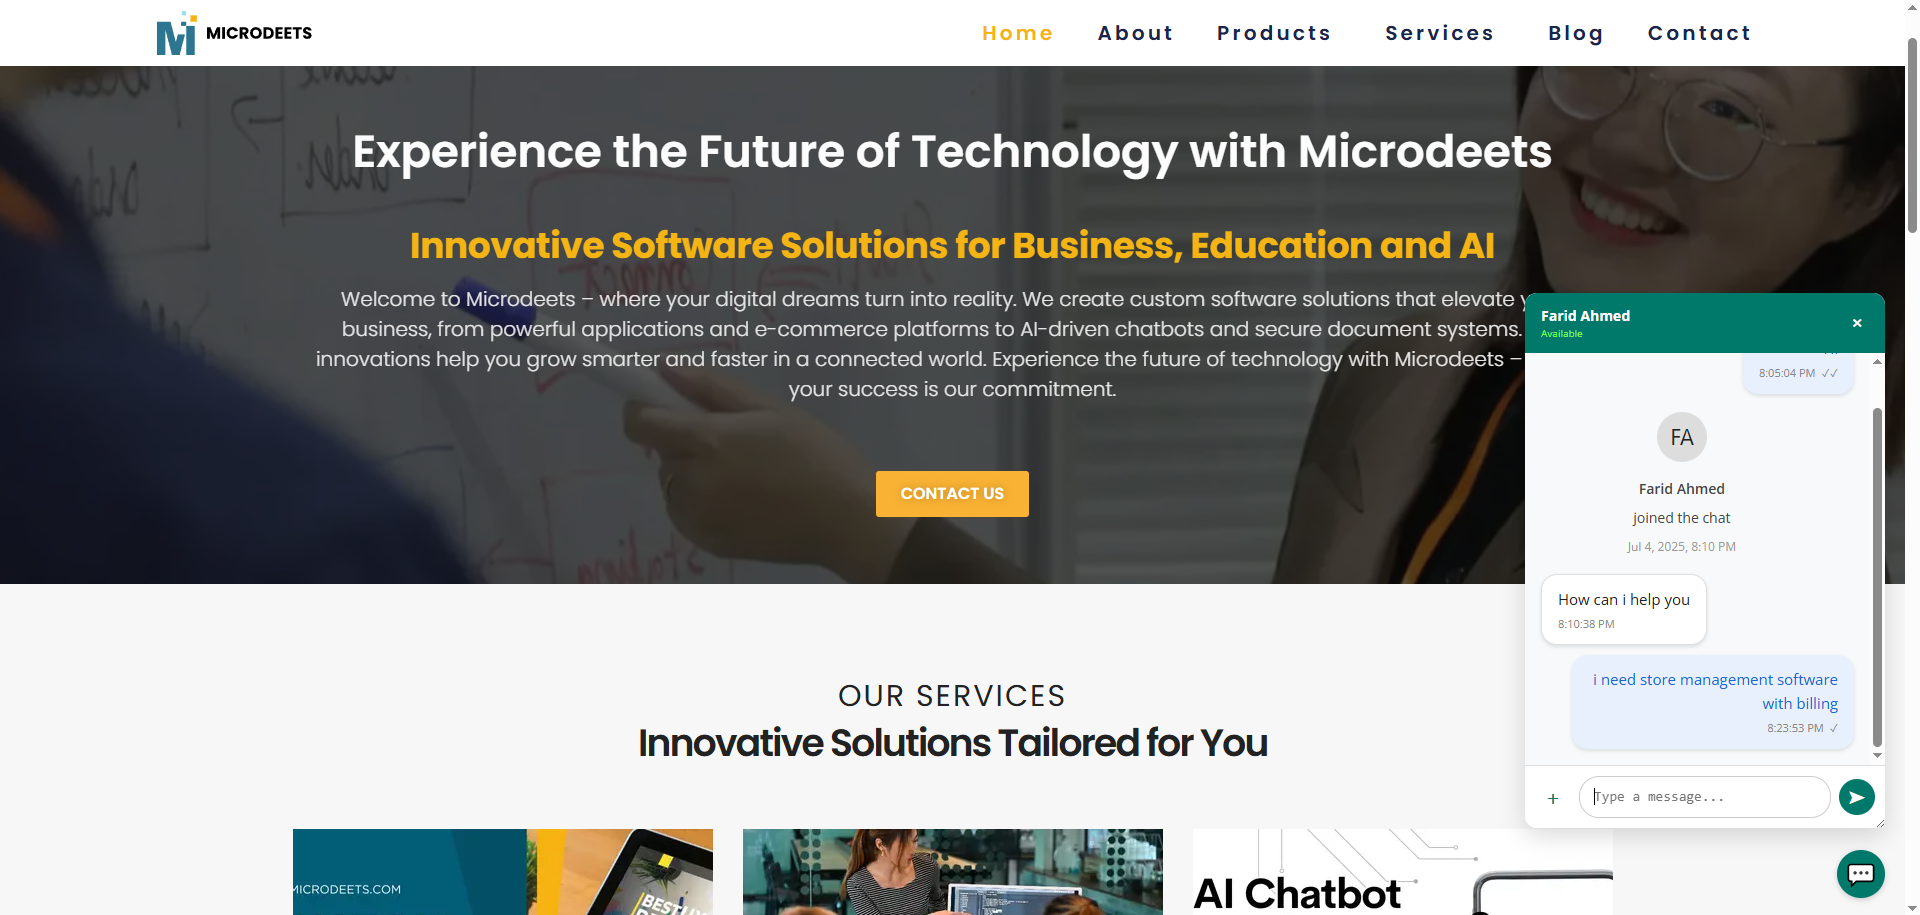 MICRODEETS
Home
About
Products
Services
Blog
Contact
Experience the Future of Technology with Microdeets
Innovative Software Solutions for Business, Education and AI
Welcome to Microdeets – where your digital dreams turn into reality. We create custom software solutions that elevate
business, from powerful applications and e-commerce platforms to AI-driven chatbots and secure document systems.
innovations help you grow smarter and faster in a connected world. Experience the future of technology with Microdeets –
your success is our commitment.
CONTACT US
OUR SERVICES
Innovative Solutions Tailored for You
MICRODEETS.COM
AI Chatbot
Farid Ahmed
Available
×
8:05:04 PM ✓✓
FA
Farid Ahmed
joined the chat
Jul 4, 2025, 8:10 PM
How can i help you
8:10:38 PM
i need store management software
with billing
8:23:53 PM ✓
+
Type a message...